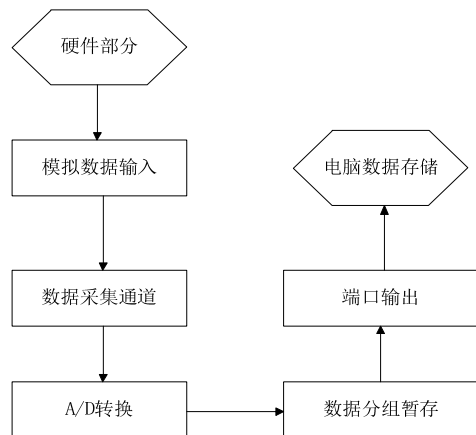 硬件部分
模拟数据输入
电脑数据存储
数据采集通道
端口输出
A/D转换
数据分组暂存